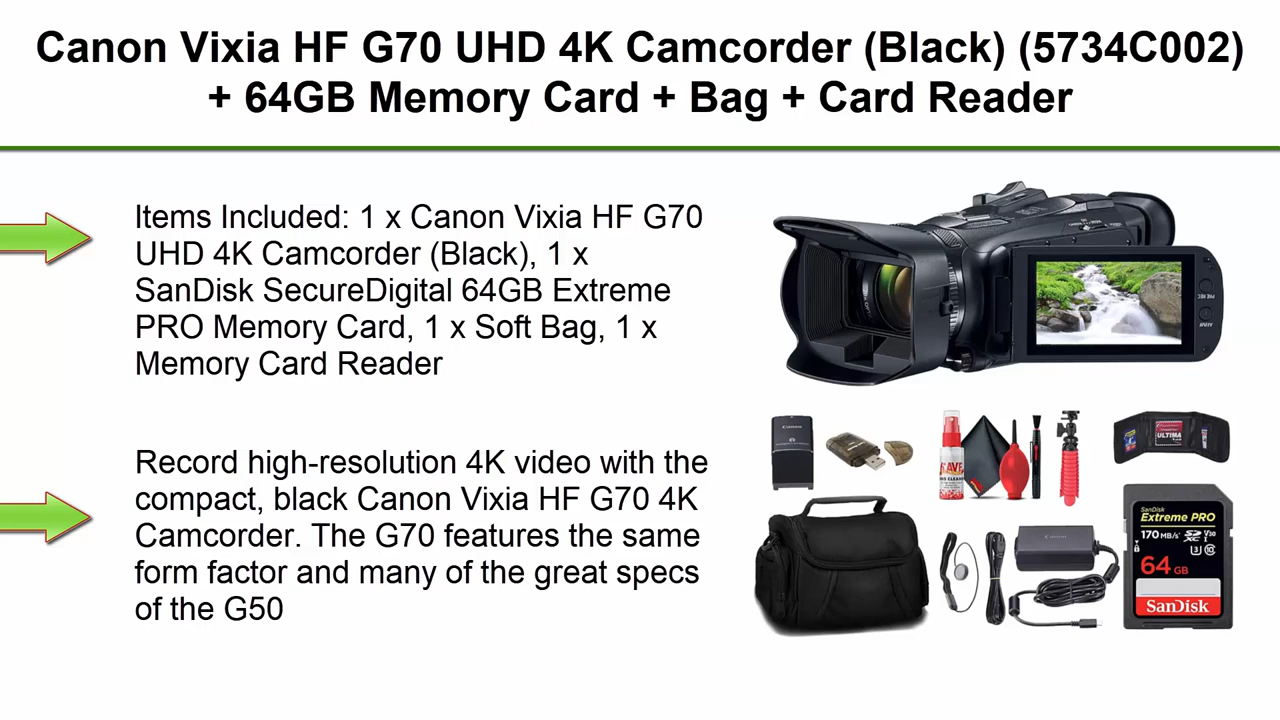 Canon Vixia HF G70 UHD 4K Camcorder (Black) (5734C002)
+ 64GB Memory Card + Bag + Card Reader
Items Included: 1 x Canon Vixia HF G70
UHD 4K Camcorder (Black), 1 x
SanDisk SecureDigital 64GB Extreme
PRO Memory Card, 1 x Soft Bag, 1 x
Memory Card Reader
Record high-resolution 4K video with the
compact, black Canon Vixia HF G70 4K
Camcorder. The G70 features the same
form factor and many of the great specs
of the G50
PRE REC
Canon
ULTIMA
SanDisk
Extreme PRO
170 MB/s
V30
64 GB
SanDisk